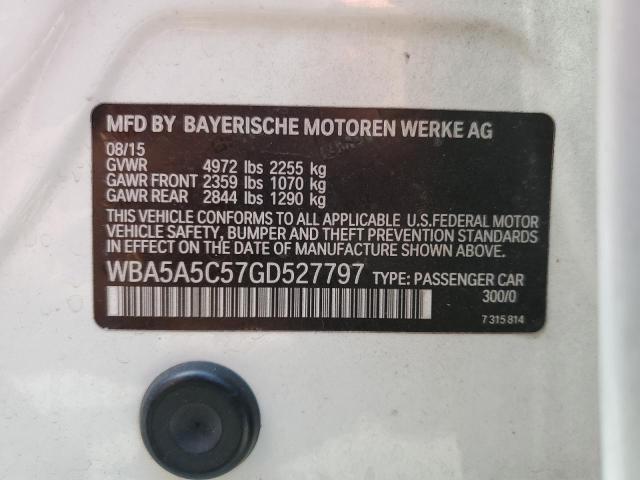 MFD BY BAYERISCHE MOTOREN WERKE AG
08/15
GVWR 4972 lbs 2255 kg
GAWR FRONT 2359 lbs 1070 kg
GAWR REAR 2844 lbs 1290 kg
THIS VEHICLE CONFORMS TO ALL APPLICABLE U.S.FEDERAL MOTOR
VEHICLE SAFETY, BUMPER, AND THEFT PREVENTION STANDARDS
IN EFFECT ON THE DATE OF MANUFACTURE SHOWN ABOVE.
WBA5A5C57GD527797 TYPE: PASSENGER CAR
300/0
7 315 814